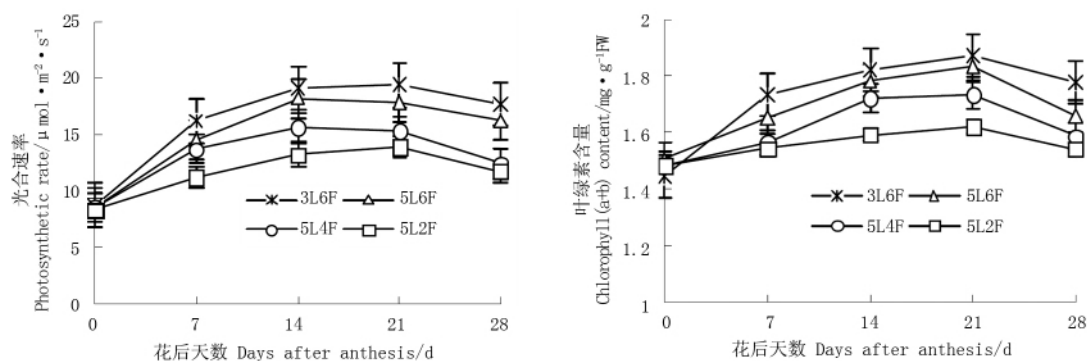 光合速率
Photosynthetic rate/μmol·m⁻²·s⁻¹
25
20
15
10
5
0
3L6F
5L6F
5L4F
5L2F
0
7
14
21
28
花后天数 Days after anthesis/d
叶绿素含量
Chlorophyll(a+b) content/mg·g⁻¹FW
2
1.8
1.6
1.4
1.2
1
3L6F
5L6F
5L4F
5L2F
0
7
14
21
28
花后天数 Days after anthesis/d